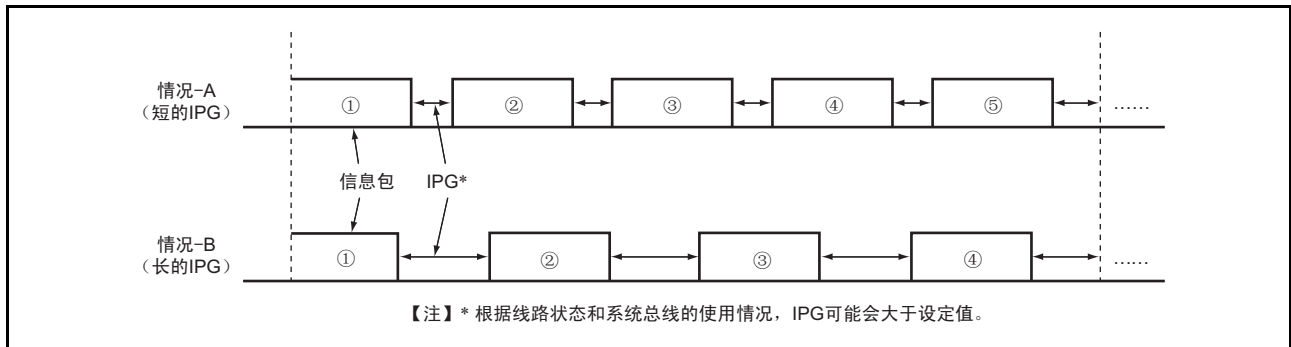 情况-A
（短的IPG）
① ② ③ ④ ⑤ ……
信息包 IPG*
情况-B
（长的IPG）
① ② ③ ④ ……
【注】* 根据线路状态和系统总线的使用情况，IPG可能会大于设定值。